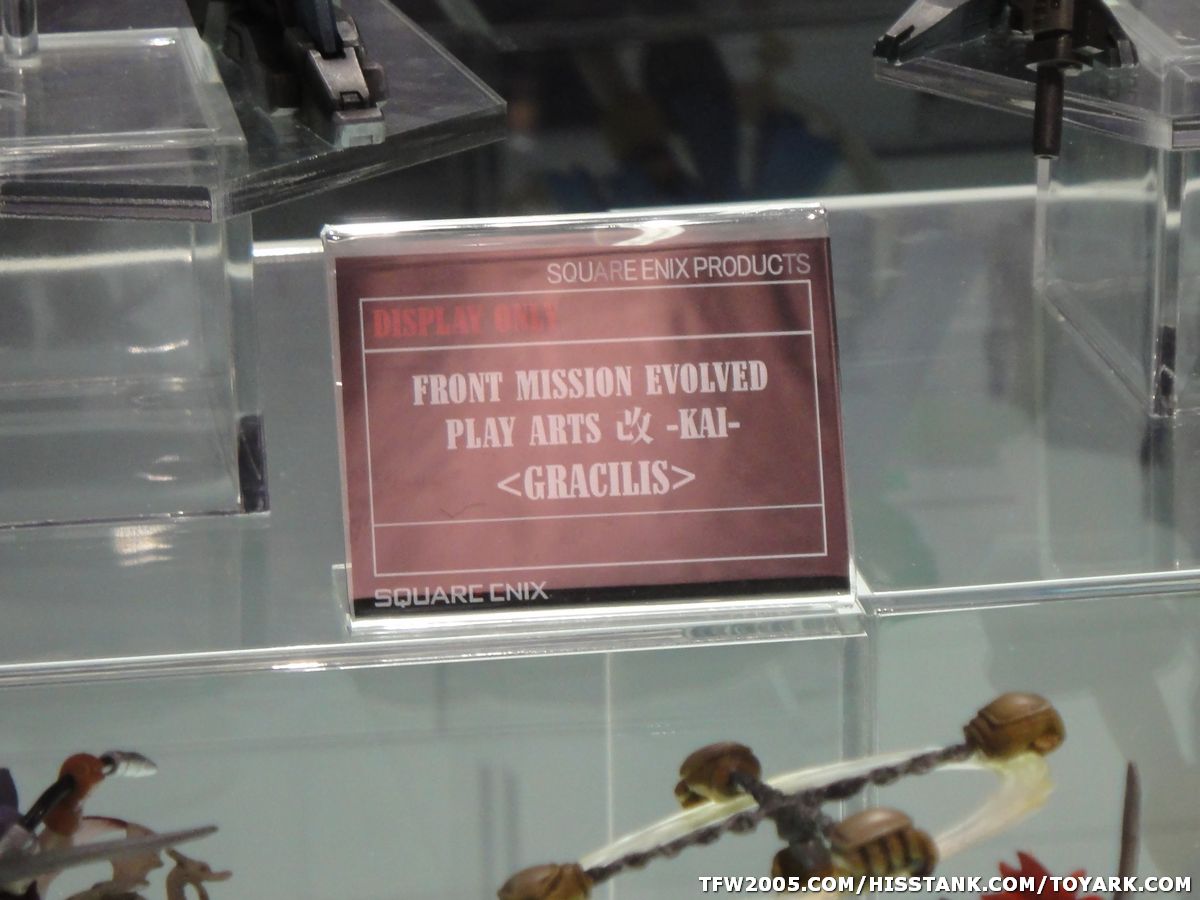 SQUARE ENIX PRODUCTS
DISPLAY ONLY
FRONT MISSION EVOLVED
PLAY ARTS 改 -KAI-
<GRACILIS>
SQUARE ENIX
TFW2005.COM/HISSTANK.COM/TOYARK.COM